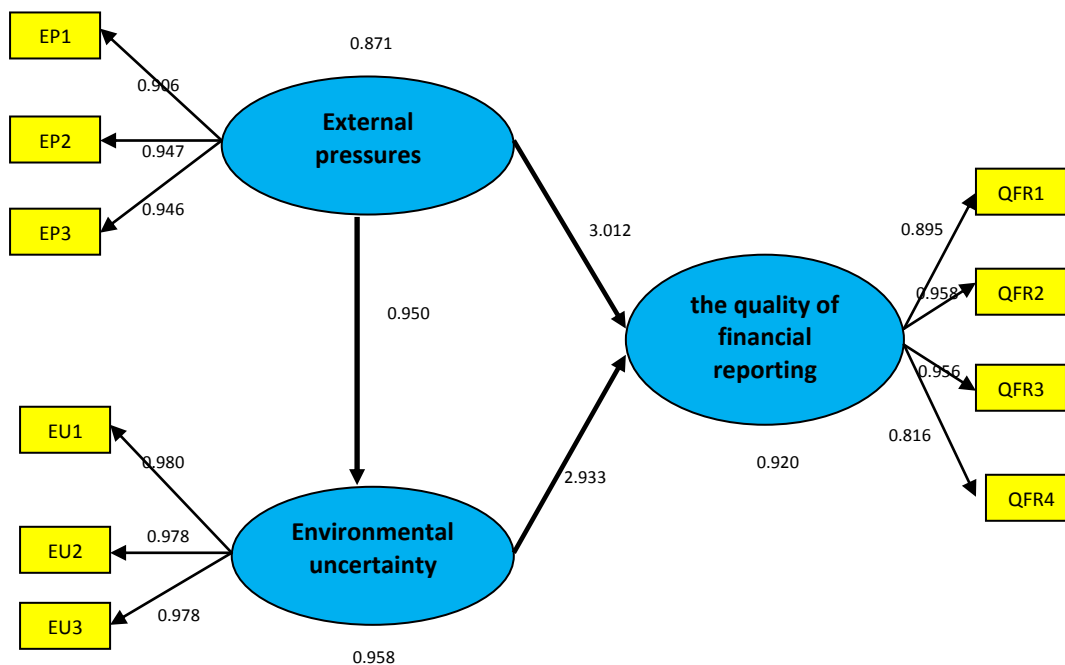 EP1
0.871
0.906
External
pressures
EP2
0.947
EP3
0.946
QFR1
0.895
3.012
QFR2
0.958
the quality of
financial
reporting
0.950
0.956
QFR3
EU1
0.816
0.980
0.920
2.933
QFR4
Environmental
uncertainty
0.978
EU2
0.978
EU3
0.958